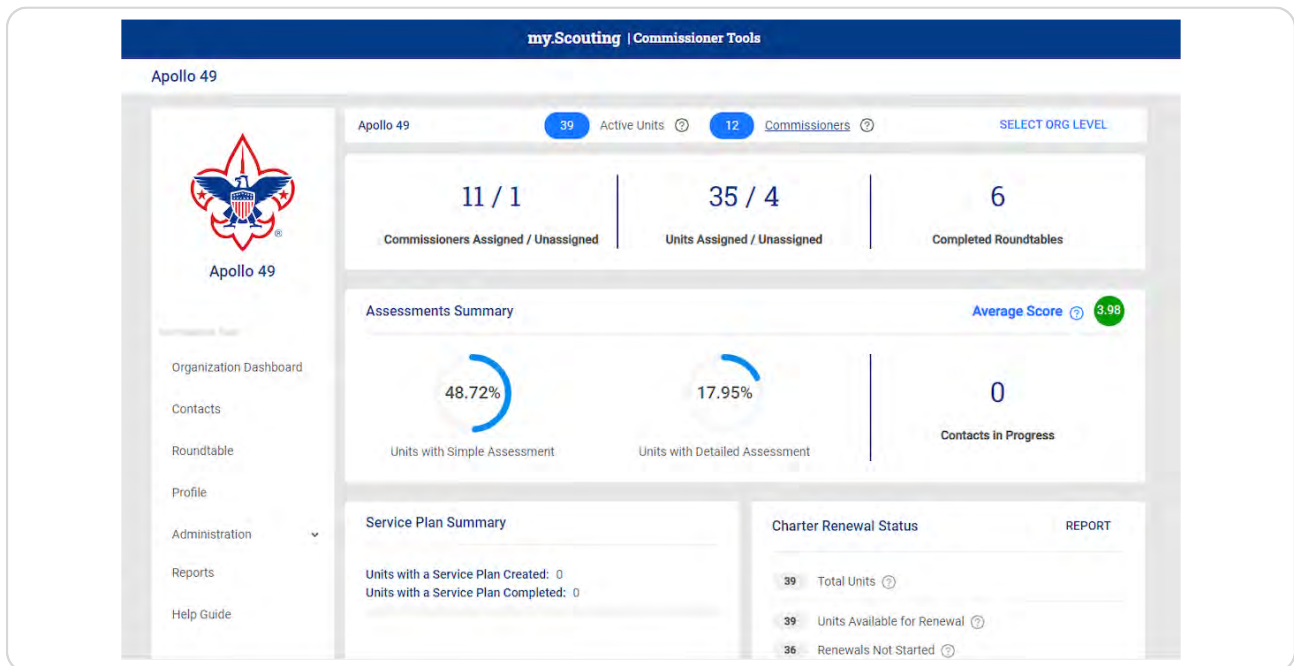 my.Scouting | Commissioner Tools
Apollo 49
Apollo 49 39 Active Units ? 12 Commissioners ? SELECT ORG LEVEL
11 / 1
Commissioners Assigned / Unassigned
35 / 4
Units Assigned / Unassigned
6
Completed Roundtables
®
Apollo 49
Organization Dashboard
Contacts
Roundtable
Profile
Administration
Reports
Help Guide
Assessments Summary
Average Score ? 3.98
48.72%
Units with Simple Assessment
17.95%
Units with Detailed Assessment
0
Contacts in Progress
Service Plan Summary
Units with a Service Plan Created: 0
Units with a Service Plan Completed: 0
Charter Renewal Status REPORT
39 Total Units ?
39 Units Available for Renewal ?
36 Renewals Not Started ?